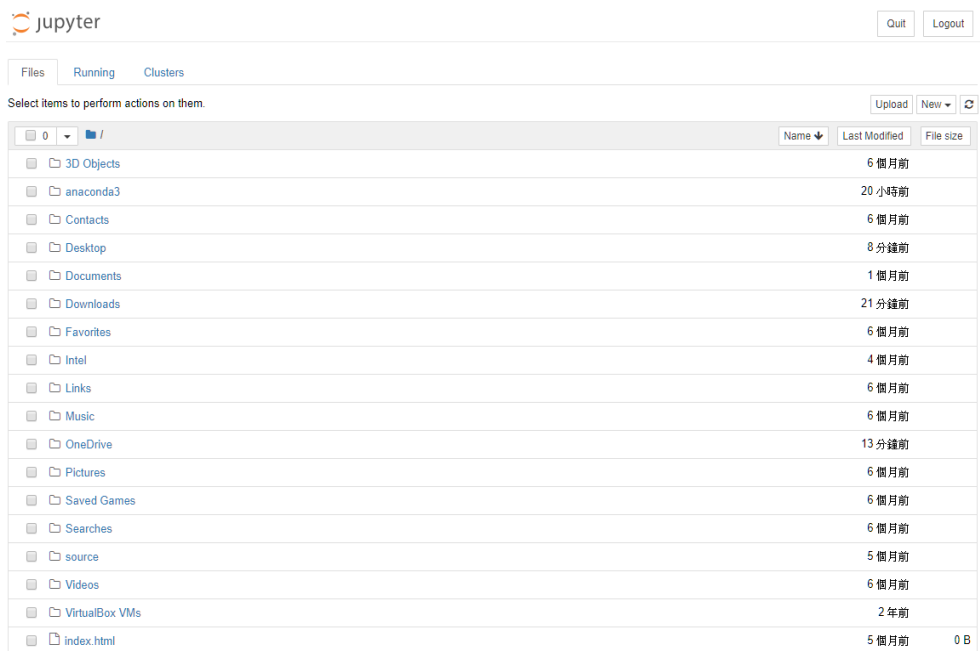 jupyter Quit Logout
Files Running Clusters
Select items to perform actions on them. Upload New
0 / Name Last Modified File size
3D Objects 6 個月前
anaconda3 20 小時前
Contacts 6 個月前
Desktop 8 分鐘前
Documents 1 個月前
Downloads 21 分鐘前
Favorites 6 個月前
Intel 4 個月前
Links 6 個月前
Music 6 個月前
OneDrive 13 分鐘前
Pictures 6 個月前
Saved Games 6 個月前
Searches 6 個月前
source 5 個月前
Videos 6 個月前
VirtualBox VMs 2 年前
index.html 5 個月前 0 B